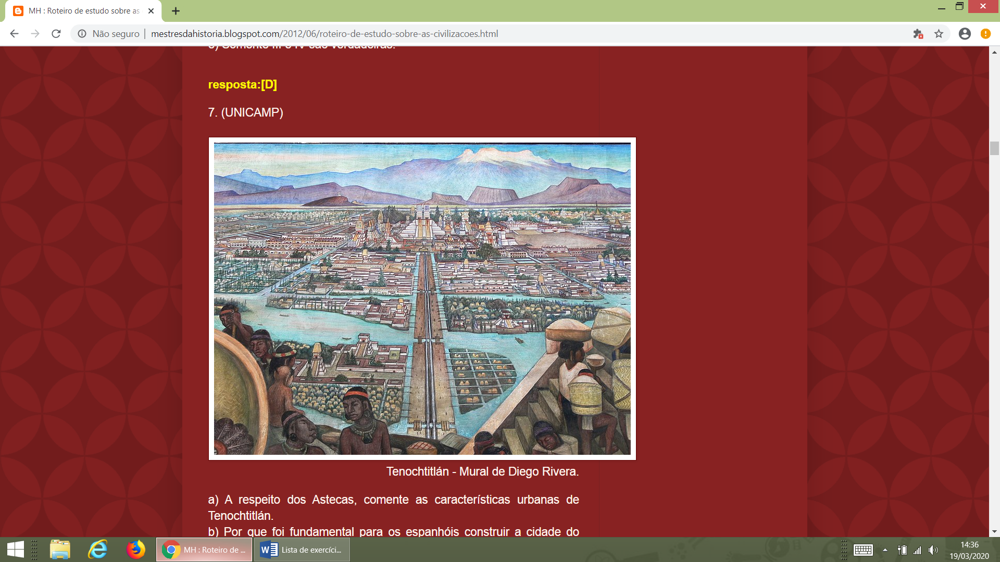 MH : Roteiro de estudo sobre as
Não seguro
mestresdahistoria.blogspot.com/2012/06/roteiro-de-estudo-sobre-as-civilizacoes.html
resposta:[D]
7. (UNICAMP)
Tenochtitlán - Mural de Diego Rivera.
a) A respeito dos Astecas, comente as características urbanas de
Tenochtitlán.
b) Por que foi fundamental para os espanhóis construir a cidade do
MH : Roteiro de ...
Lista de exercíci...
14:36
19/03/2020